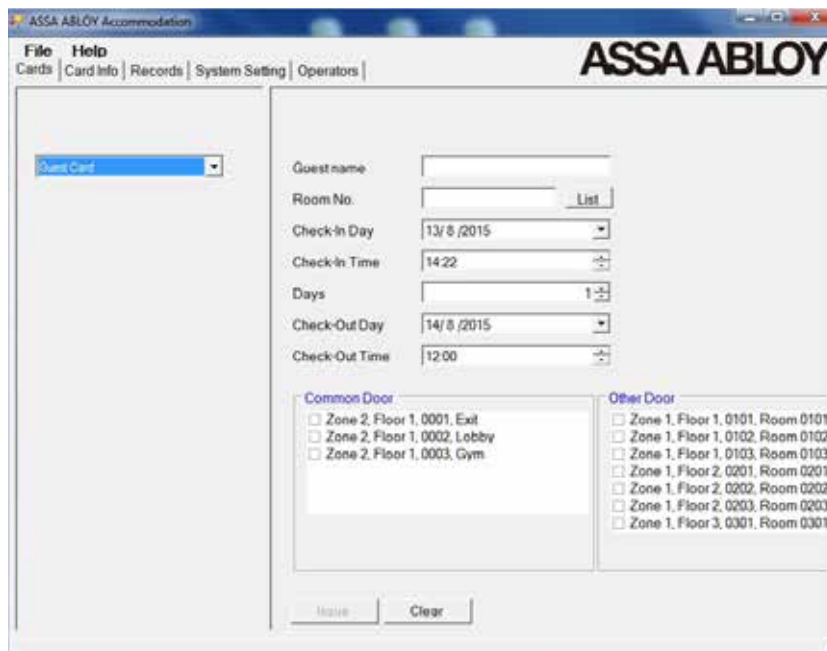 ASSA ABLOY Accommodation
File Help
ASSA ABLOY
Cards Card Info Records System Setting Operators
Guest Card
Guest name
Room No. List
Check-In Day 13/ 8 /2015
Check-In Time 14:22
Days 1
Check-Out Day 14/ 8 /2015
Check-Out Time 12:00
Common Door
Zone 2, Floor 1, 0001, Exit
Zone 2, Floor 1, 0002, Lobby
Zone 2, Floor 1, 0003, Gym
Other Door
Zone 1, Floor 1, 0101, Room 0101
Zone 1, Floor 1, 0102, Room 0102
Zone 1, Floor 1, 0103, Room 0103
Zone 1, Floor 2, 0201, Room 0201
Zone 1, Floor 2, 0202, Room 0202
Zone 1, Floor 2, 0203, Room 0203
Zone 1, Floor 3, 0301, Room 0301
Issue Clear